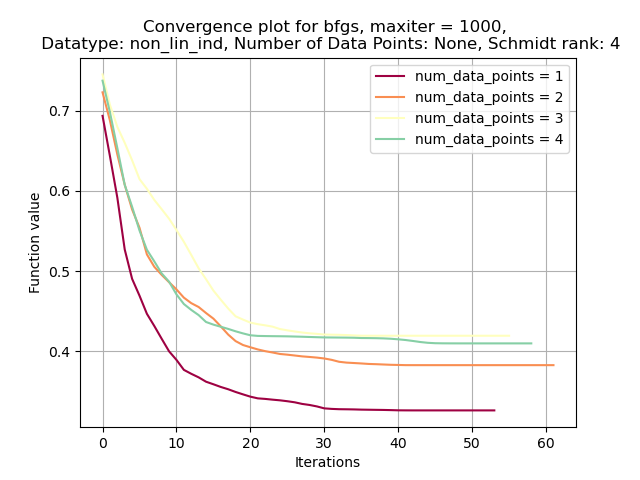 Convergence plot for bfgs, maxiter = 1000,
Datatype: non_lin_ind, Number of Data Points: None, Schmidt rank: 4
num_data_points = 1
num_data_points = 2
num_data_points = 3
num_data_points = 4
0.7
0.6
0.5
0.4
Function value
0 10 20 30 40 50 60
Iterations